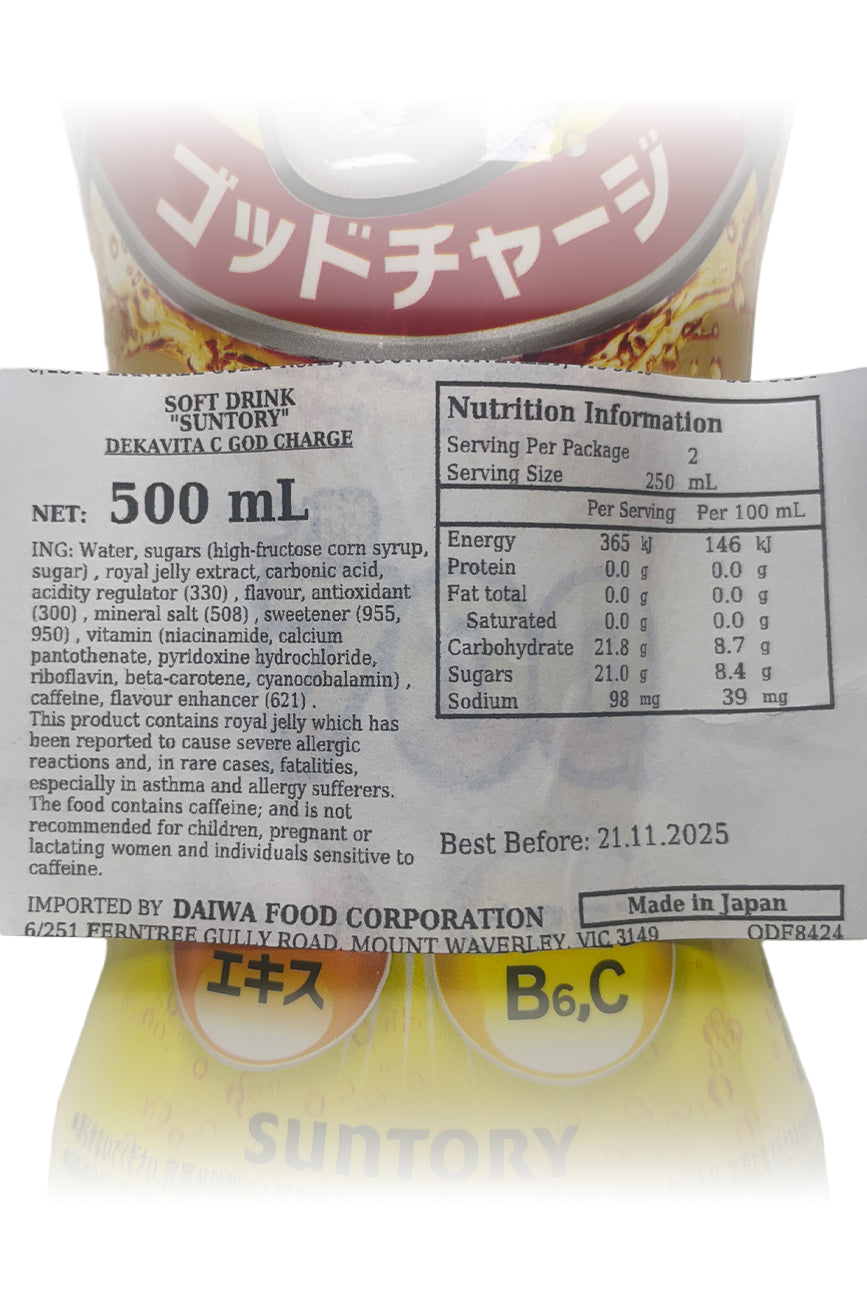 ゴッドチャージ
SOFT DRINK
"SUNTORY"
DEKAVITA C GOD CHARGE
NET: 500 mL
ING: Water, sugars (high-fructose corn syrup,
sugar) , royal jelly extract, carbonic acid,
acidity regulator (330) , flavour, antioxidant
(300) , mineral salt (508) , sweetener (955,
950) , vitamin (niacinamide, calcium
pantothenate, pyridoxine hydrochloride,
riboflavin, beta-carotene, cyanocobalamin) ,
caffeine, flavour enhancer (621) .
This product contains royal jelly which has
been reported to cause severe allergic
reactions and, in rare cases, fatalities,
especially in asthma and allergy sufferers.
The food contains caffeine; and is not
recommended for children, pregnant or
lactating women and individuals sensitive to
caffeine.
Nutrition Information
Serving Per Package 2
Serving Size 250 mL
Per Serving Per 100 mL
Energy 365 kJ 146 kJ
Protein 0.0 g 0.0 g
Fat total 0.0 g 0.0 g
Saturated 0.0 g 0.0 g
Carbohydrate 21.8 g 8.7 g
Sugars 21.0 g 8.4 g
Sodium 98 mg 39 mg
Best Before: 21.11.2025
IMPORTED BY DAIWA FOOD CORPORATION
Made in Japan
6/251 FERNTREE GULLY ROAD, MOUNT WAVERLEY, VIC 3149 ODF8424
エキス
B6,C
SUNTORY